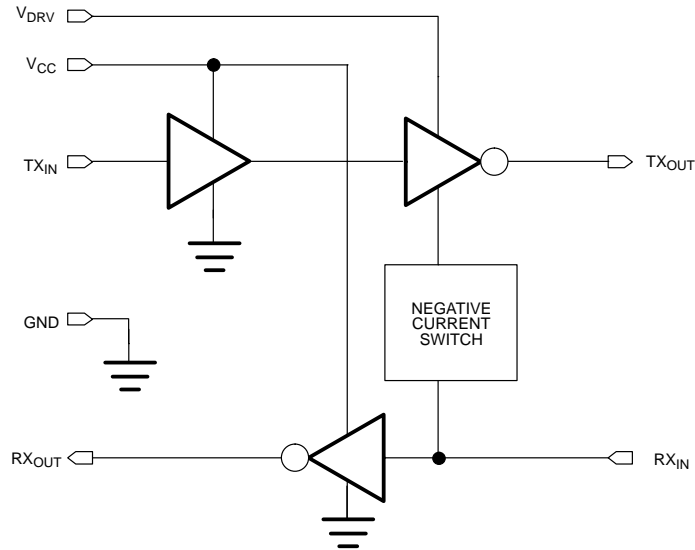 VDRV
VCC
TXIN
TXOUT
GND
NEGATIVE
CURRENT
SWITCH
RXOUT
RXIN